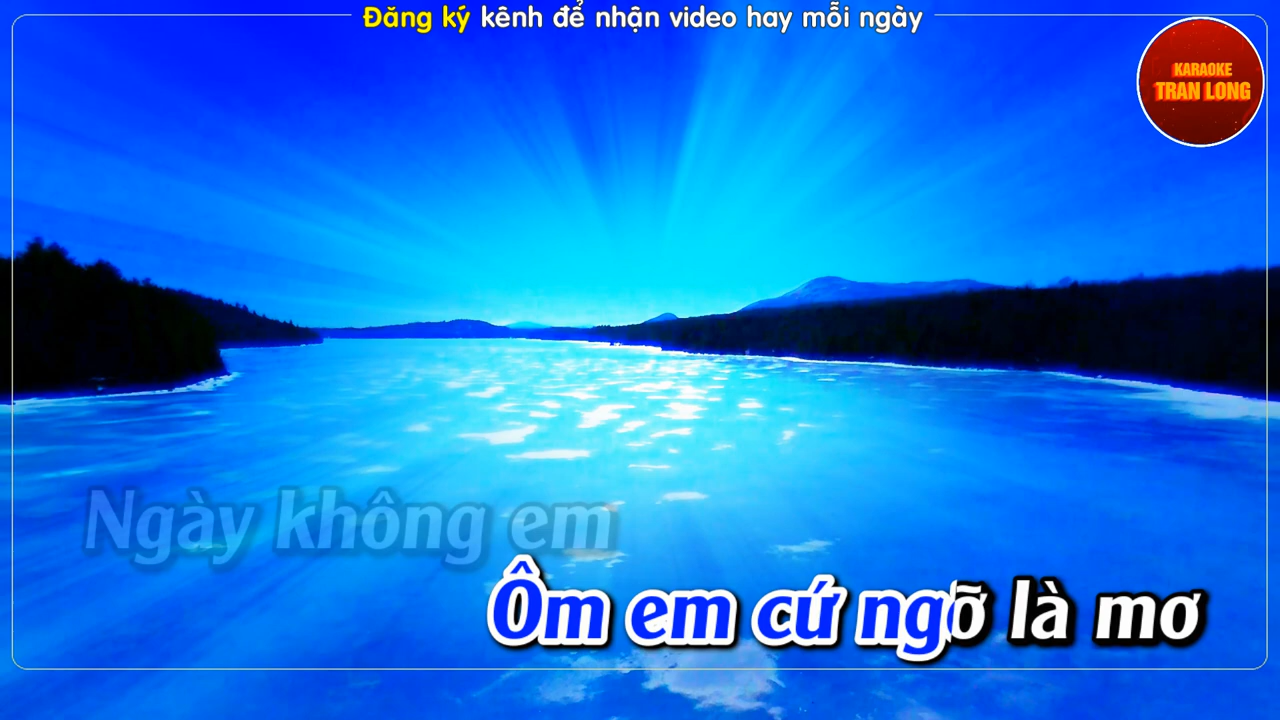 Đăng ký kênh để nhận video hay mỗi ngày
KARAOKE
TRAN LONG
Ngày không em
Ôm em cứ ngỡ là mơ